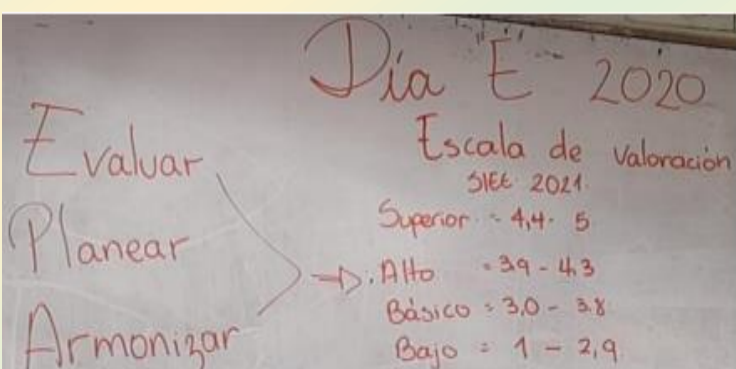 Día E 2020
Evaluar
Planear
Armonizar
Escala de Valoración
SIEE 2021.
Superior = 4,4 - 5
Alto = 3.9 - 4,3
Básico = 3,0 - 3.8
Bajo = 1 - 2,9